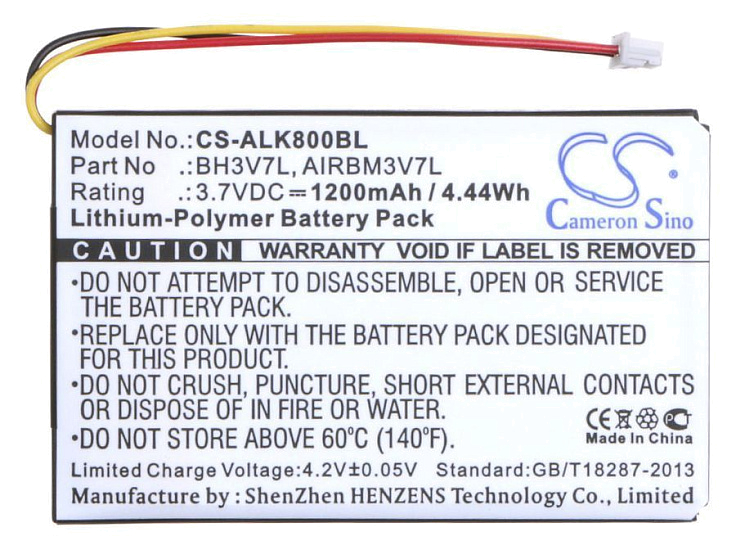 Model No.:CS-ALK800BL
Part No .:BH3V7L, AIRBM3V7L
Rating :3.7VDC⎓1200mAh / 4.44Wh
Lithium-Polymer Battery Pack
CS
Cameron Sino
CAUTION WARRANTY VOID IF LABEL IS REMOVED
•DO NOT ATTEMPT TO DISASSEMBLE, OPEN OR SERVICE
THE BATTERY PACK.
•REPLACE ONLY WITH THE BATTERY PACK DESIGNATED
FOR THIS BATTERY.
•DO NOT CRUSH, PUNCTURE, SHORT EXTERNAL CONTACTS
OR DISPOSE OF IN FIRE OR WATER.
•DO NOT STORE ABOVE 60°C (140°F).
CE
Made In China
Limited Charge Voltage:4.2V±0.05V Standard:GB/T18287-2013
Manufacture by : ShenZhen HENZENS Technology Co., Limited